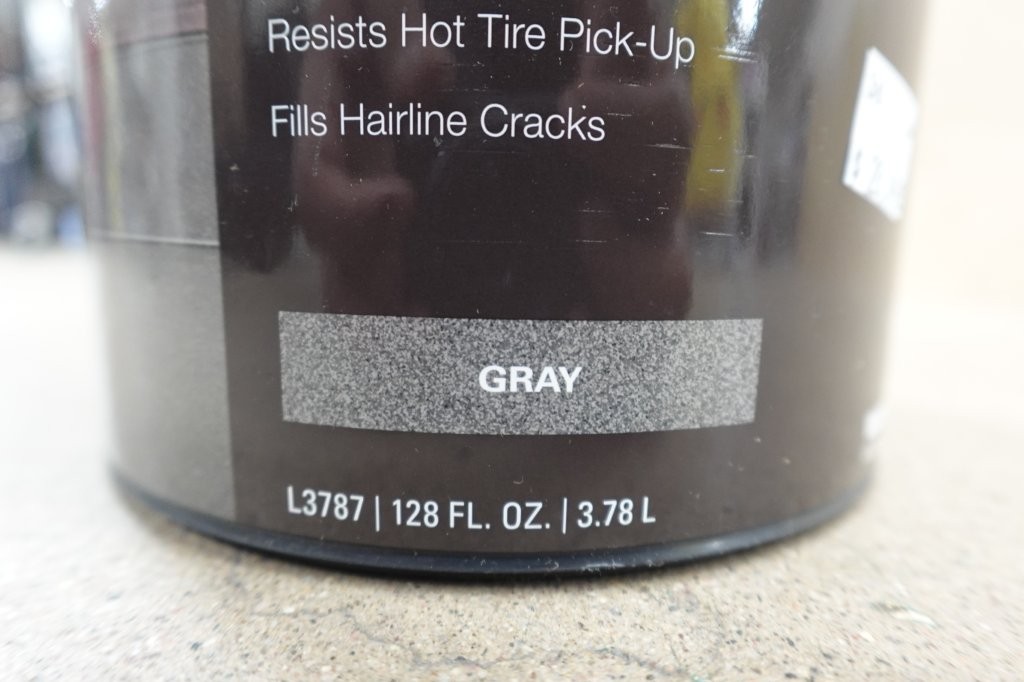 Resists Hot Tire Pick-Up
Fills Hairline Cracks
GRAY
L3787 | 128 FL. OZ. | 3.78 L